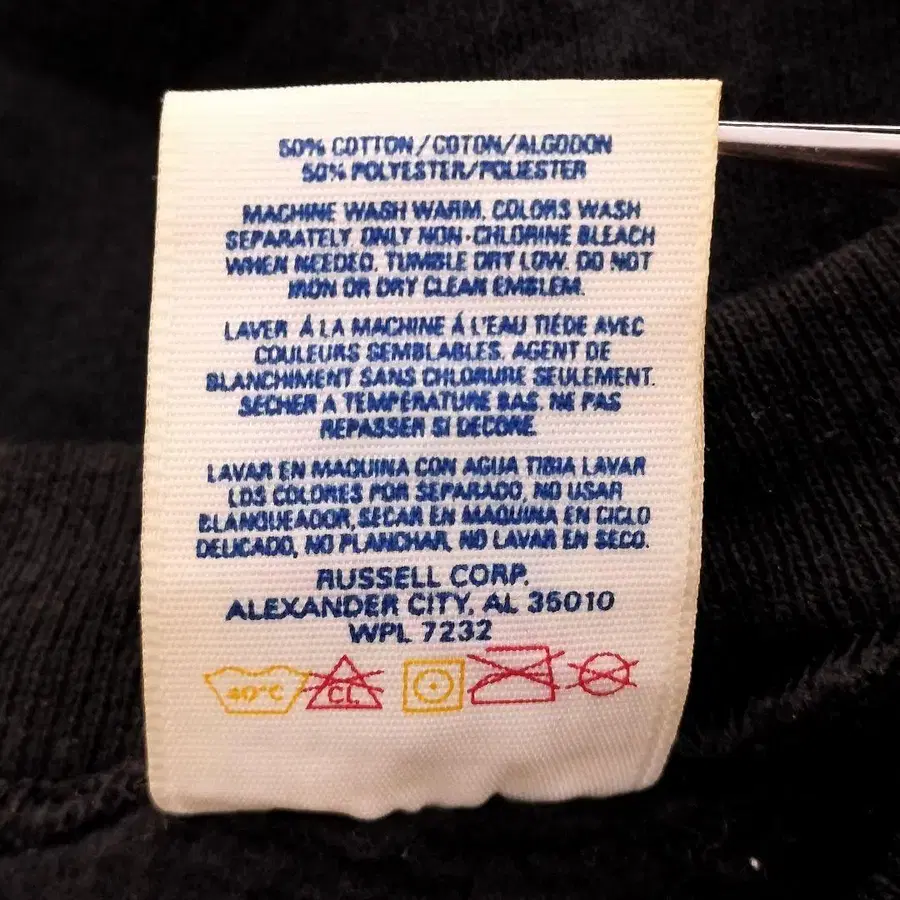 50% COTTON/COTON/ALGODON
50% POLYESTER/POLIESTER
MACHINE WASH WARM. COLORS WASH
SEPARATELY. ONLY NON-CHLORINE BLEACH
WHEN NEEDED. TUMBLE DRY LOW. DO NOT
IRON OR DRY CLEAN EMBLEM.
LAVER Á LA MACHINE Á L'EAU TIÉDE AVEC
COULEURS SEMBLABLES. AGENT DE
BLANCHIMENT SANS CHLORURE SEULEMENT.
SECHER A TEMPERATURE BAS. NE PAS
REPASSER SI DECORE.
LAVAR EN MAQUINA CON AGUA TIBIA LAVAR
LOS COLORES POR SEPARADO, NO USAR
BLANQUEADOR, SECAR EN MAQUINA EN CICLO
DELICADO, NO PLANCHAR, NO LAVAR EN SECO.
RUSSELL CORP.
ALEXANDER CITY, AL 35010
WPL 7232
40°C CL